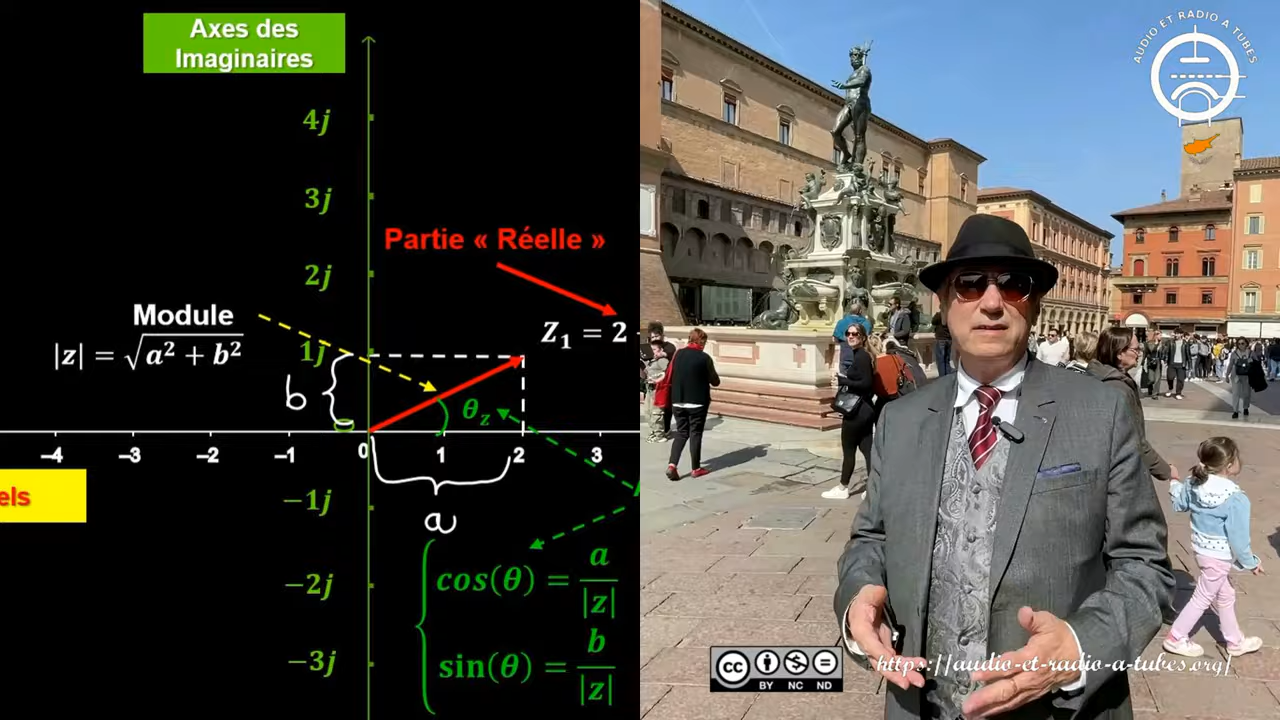 Axes des
Imaginaires
4j
3j
2j
Partie « Réelle »
Module
|z| = √a² + b²
1j
Z₁ = 2
b
θz
-4
-3
-2
-1
0
1
2
3
els
a
-1j
-2j
-3j
cos(θ) = a/|z|
sin(θ) = b/|z|
AUDIO ET RADIO A TUBES
CC
BY NC ND
https://audio-et-radio-a-tubes.org/